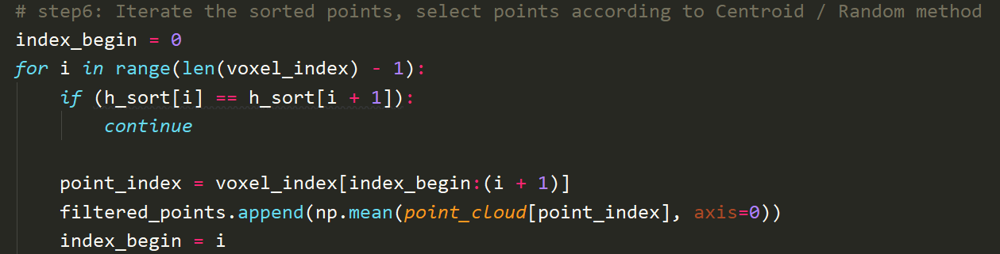 # step6: Iterate the sorted points, select points according to Centroid / Random method
index_begin = 0
for i in range(len(voxel_index) - 1):
    if (h_sort[i] == h_sort[i + 1]):
        continue

    point_index = voxel_index[index_begin:(i + 1)]
    filtered_points.append(np.mean(point_cloud[point_index], axis=0))
    index_begin = i